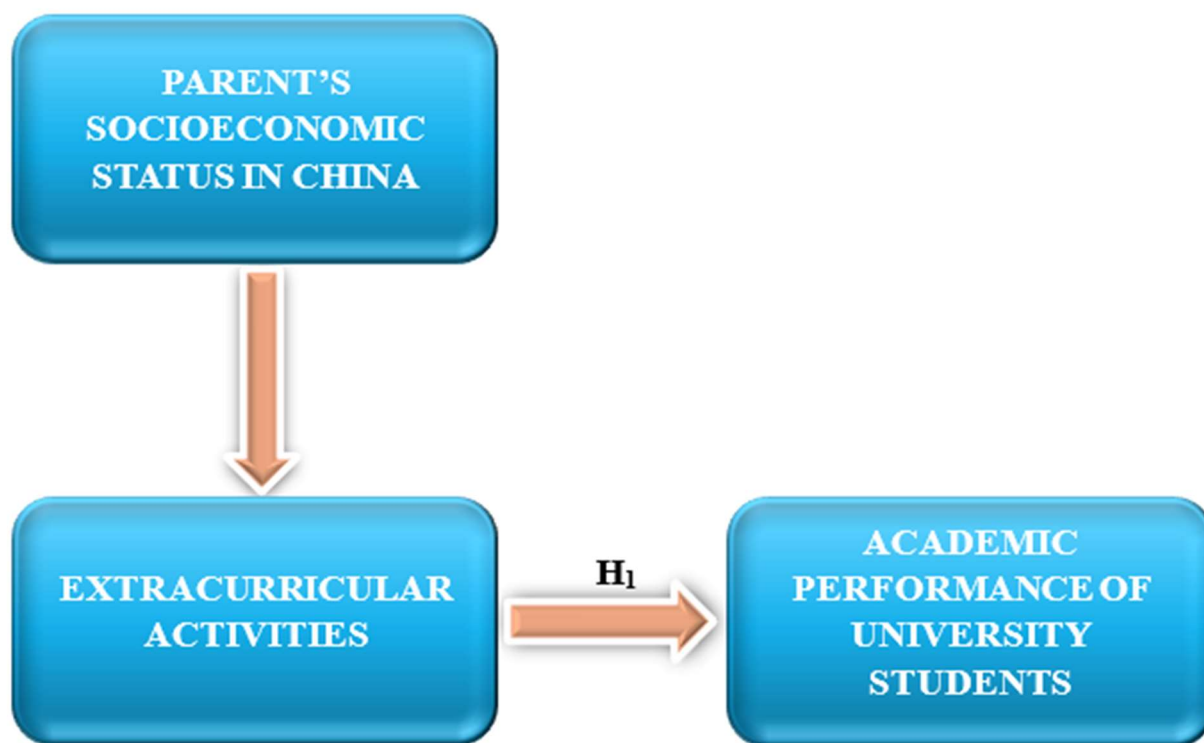 PARENT’S
SOCIOECONOMIC
STATUS IN CHINA
EXTRACURRICULAR
ACTIVITIES
H1
ACADEMIC
PERFORMANCE OF
UNIVERSITY
STUDENTS